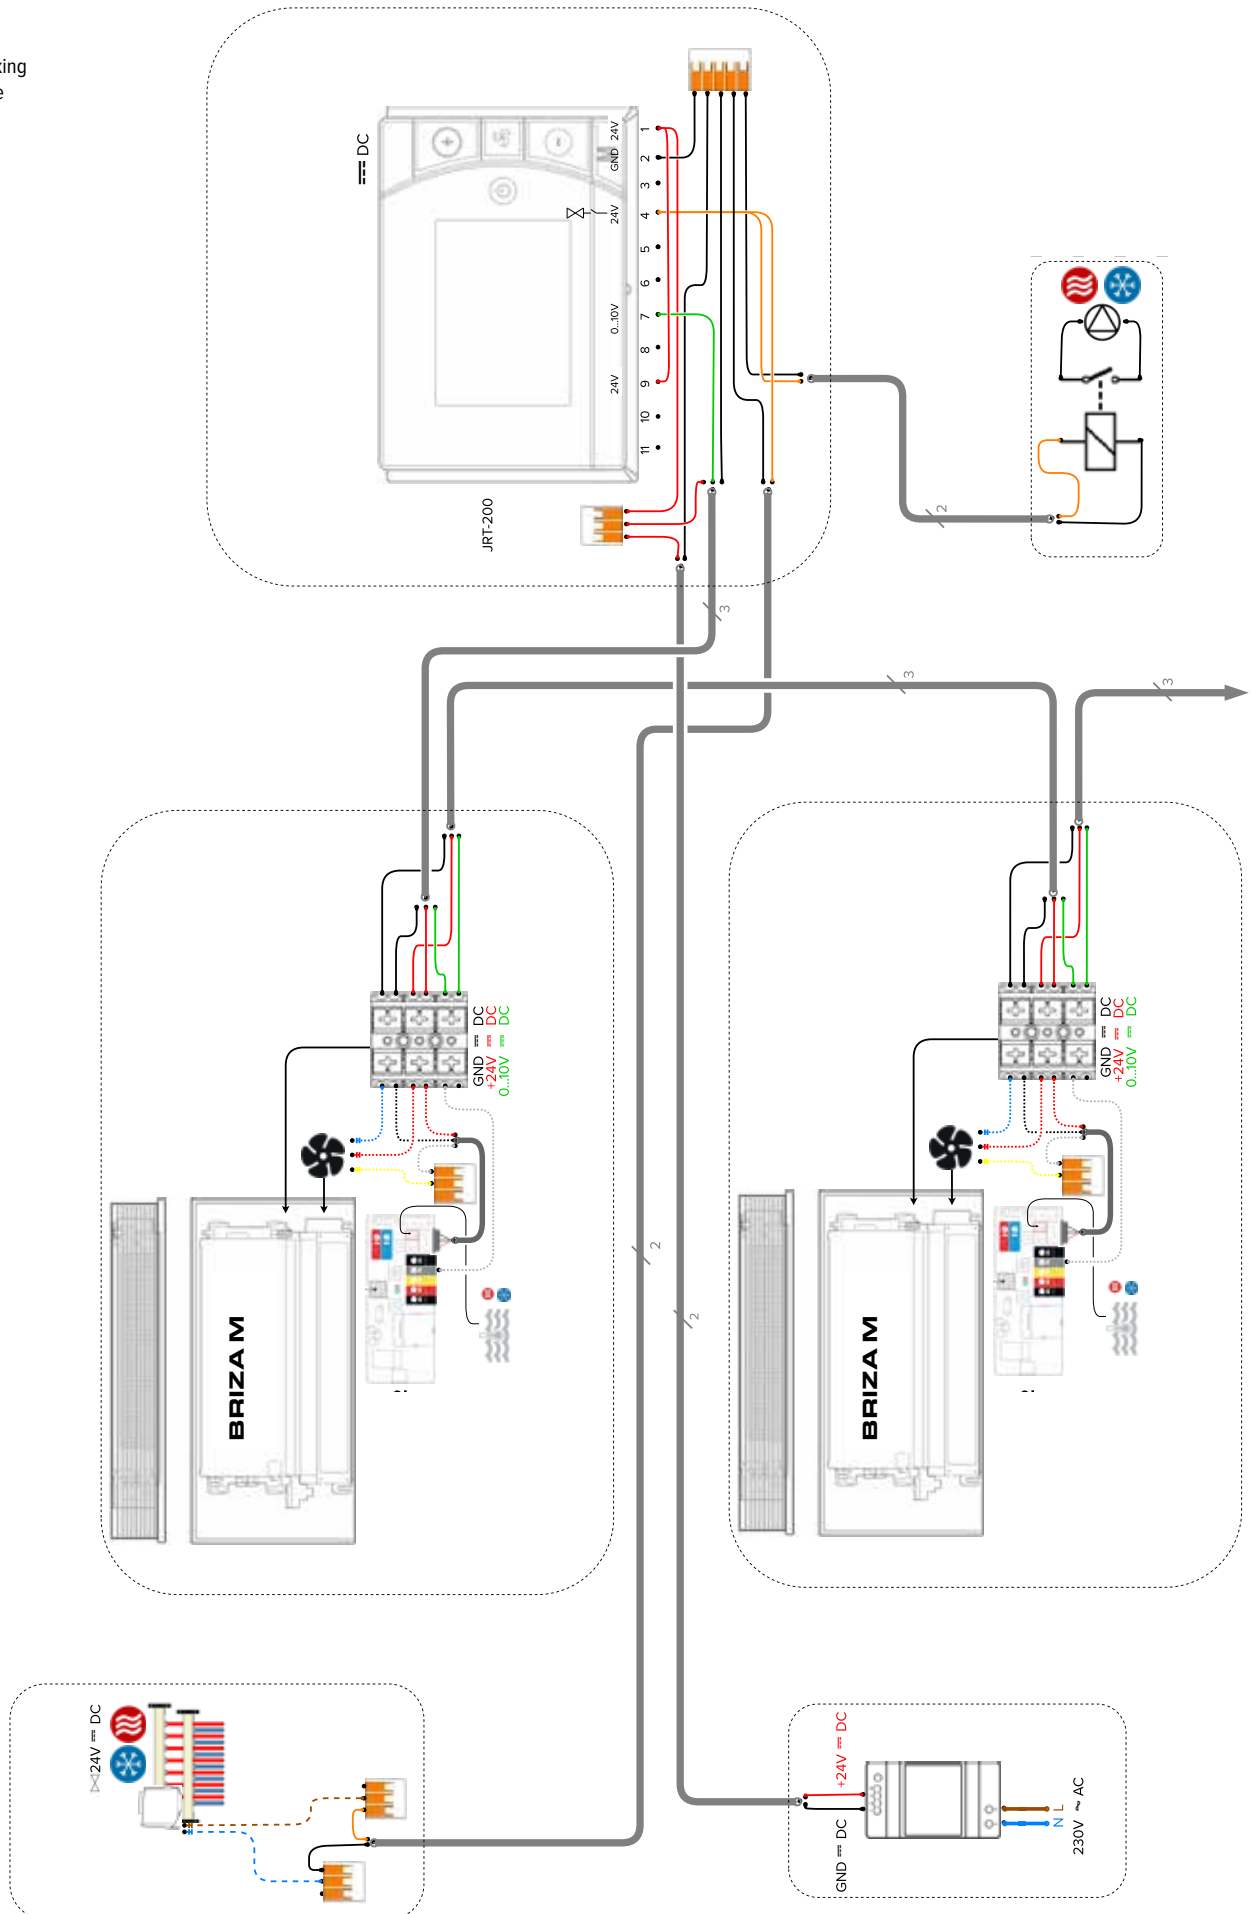 xing
e
DC
24V 1
GND 2
3
24V 4
5
6
0...10V 7
8
24V 9
10
11
JRT-200
2
3
3
3
GND DC
+24V DC
0...10V DC
GND DC
+24V DC
0...10V DC
2
2
BRIZA M
BRIZA M
24V DC
+24V DC
GND DC
L
N
230V ~ AC